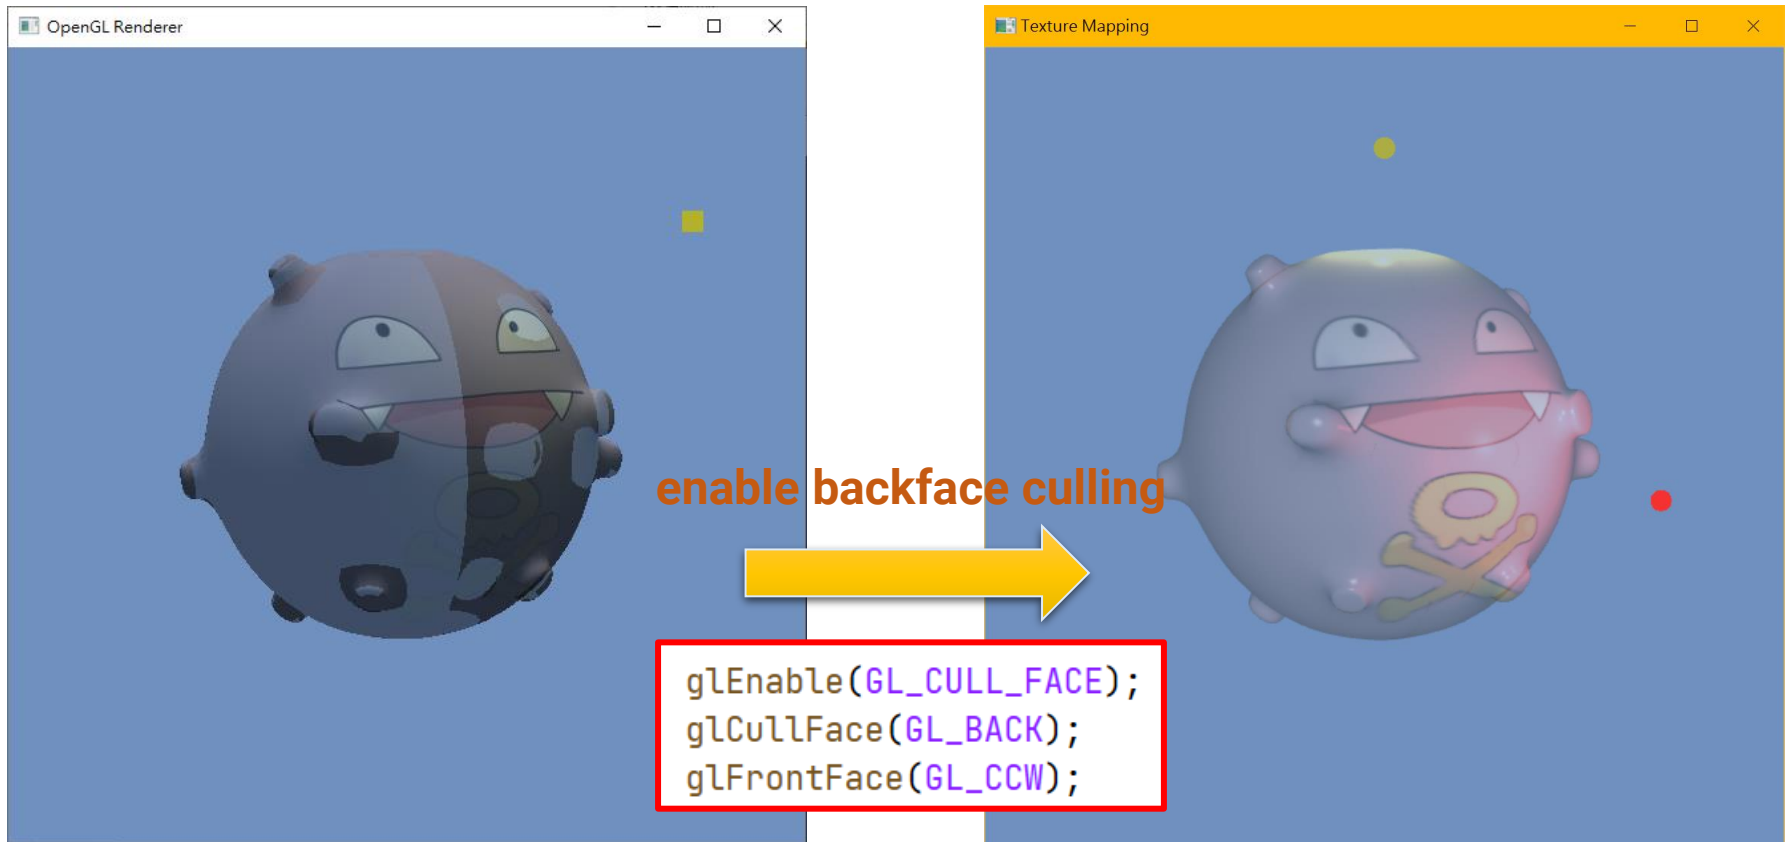 OpenGL Renderer
Texture Mapping
enable backface culling
glEnable(GL_CULL_FACE);
glCullFace(GL_BACK);
glFrontFace(GL_CCW);